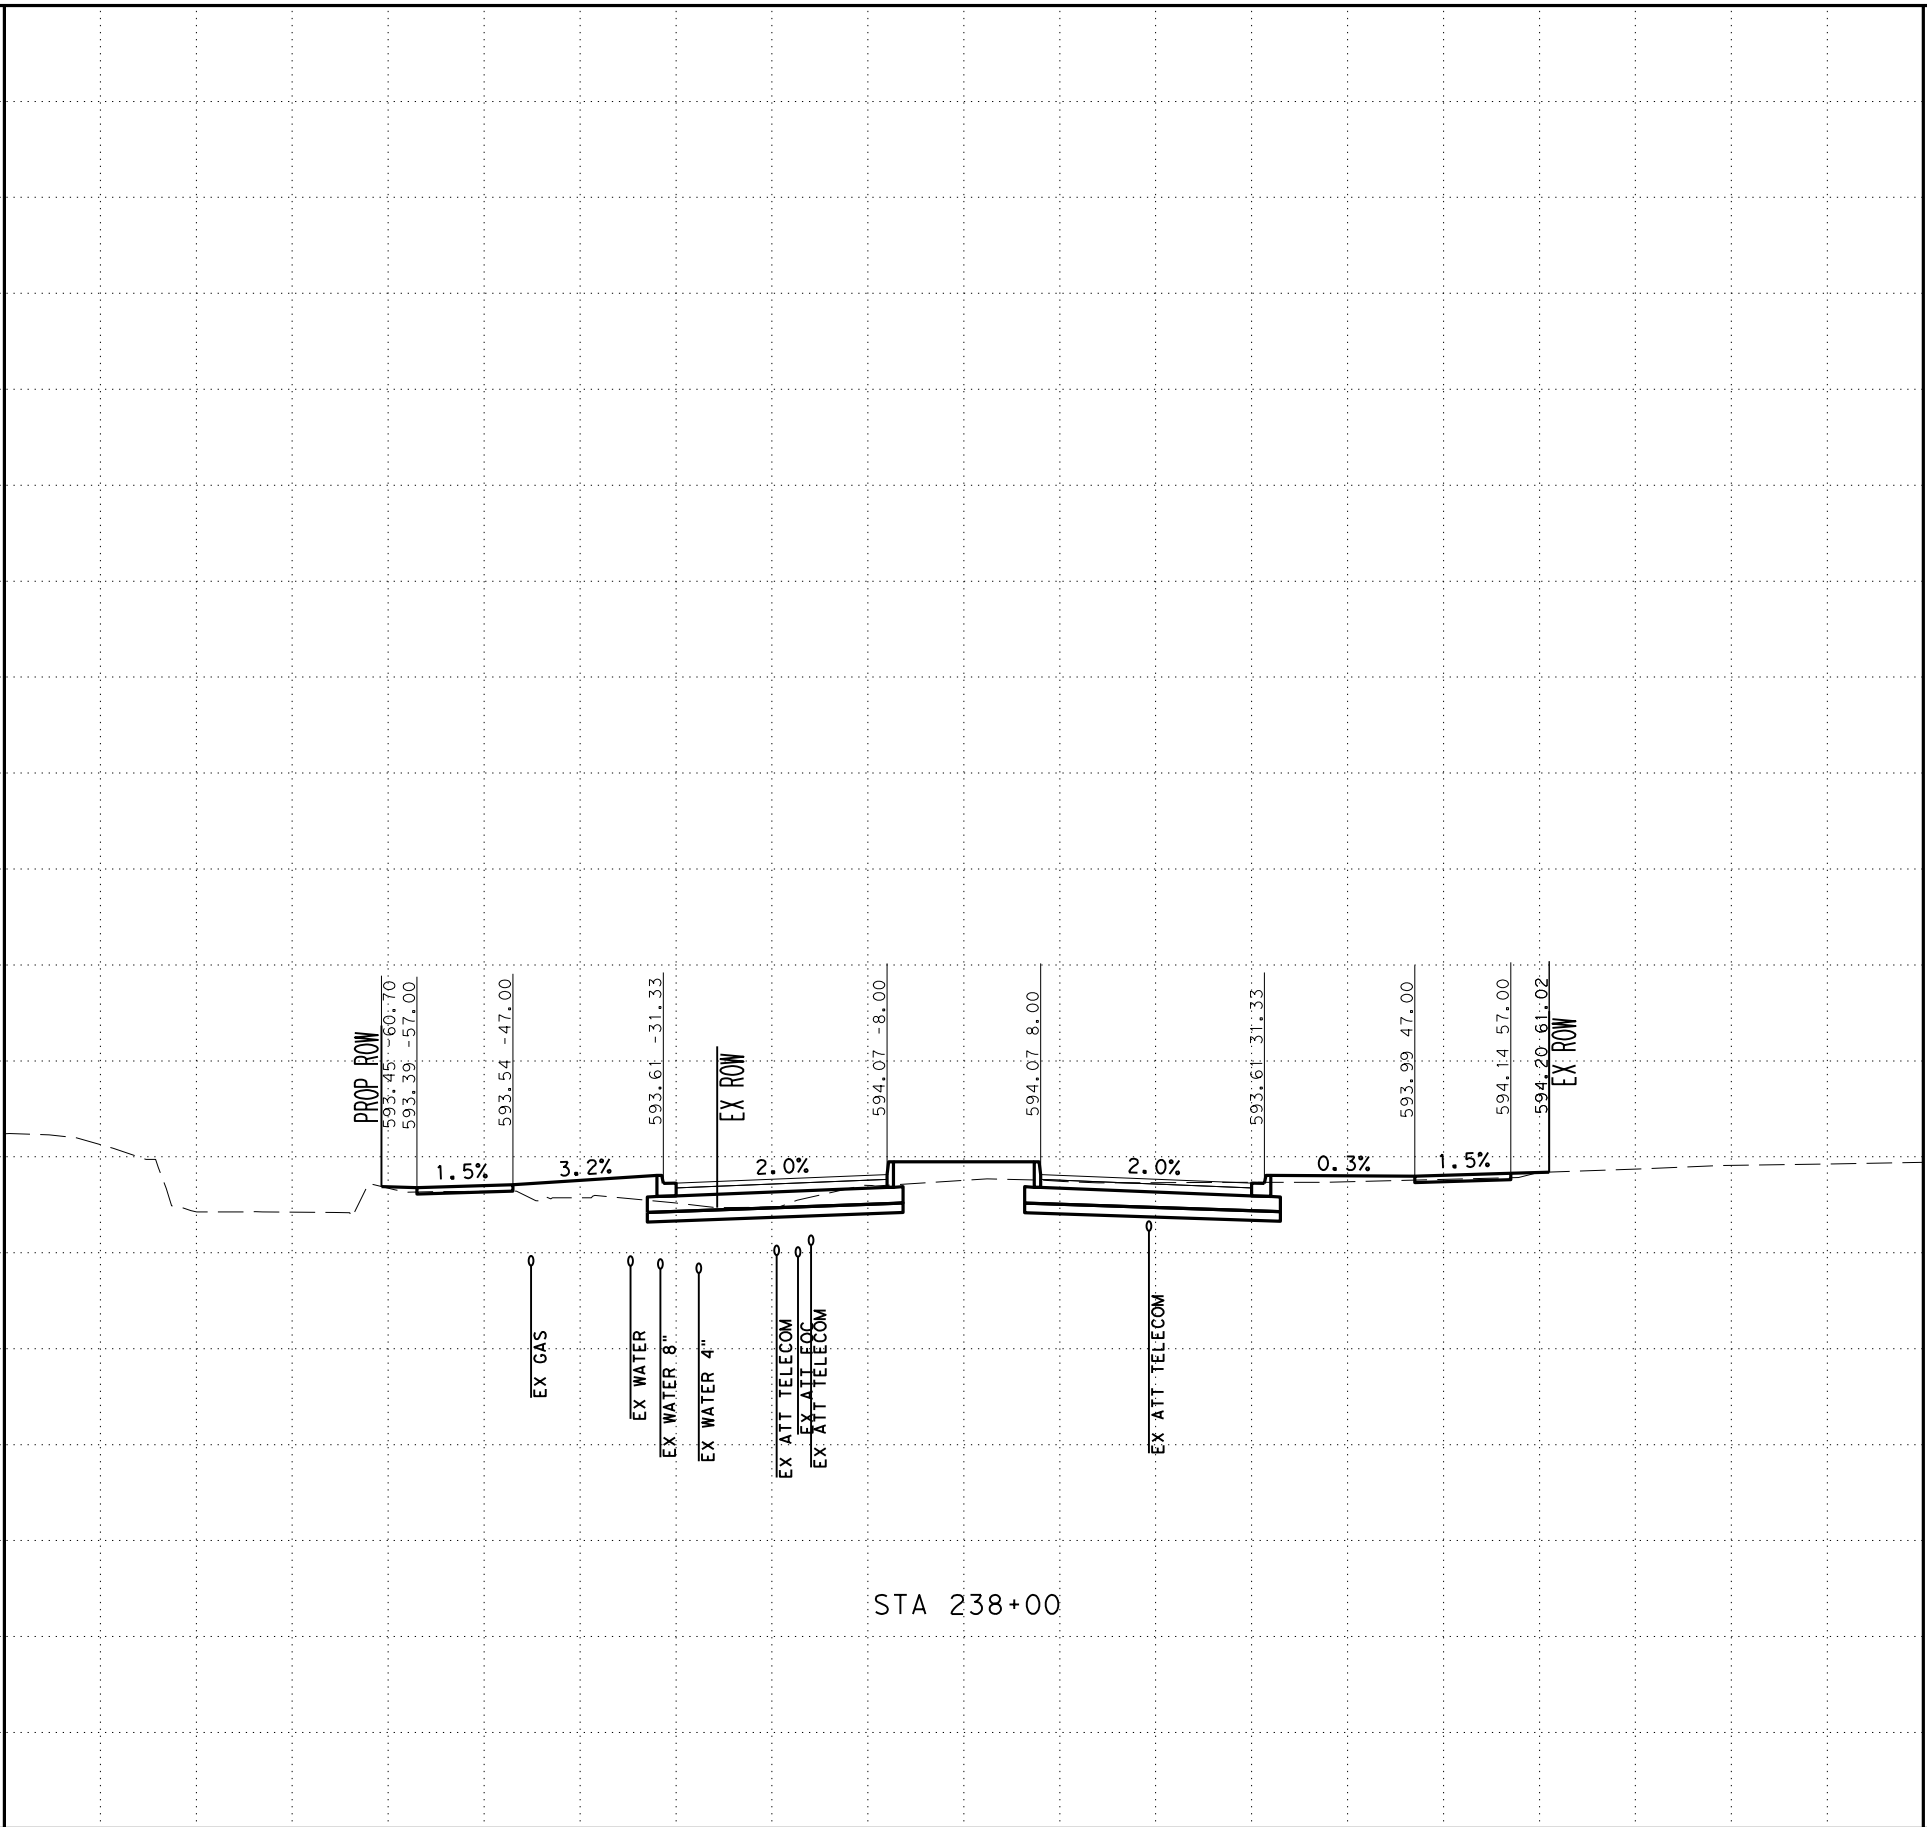 PROP ROW
593.45 -60.70
593.39 -57.00
593.54 -47.00
593.61 -31.33
EX ROW
594.07 -8.00
594.07 8.00
593.61 31.33
593.99 47.00
594.14 57.00
594.20 61.02
EX ROW
1.5%
3.2%
2.0%
2.0%
0.3%
1.5%
EX GAS
EX WATER
EX WATER 8"
EX WATER 4"
EX ATT TELECOM
EX ATT FOC
EX ATT TELECOM
EX ATT TELECOM
STA 238+00